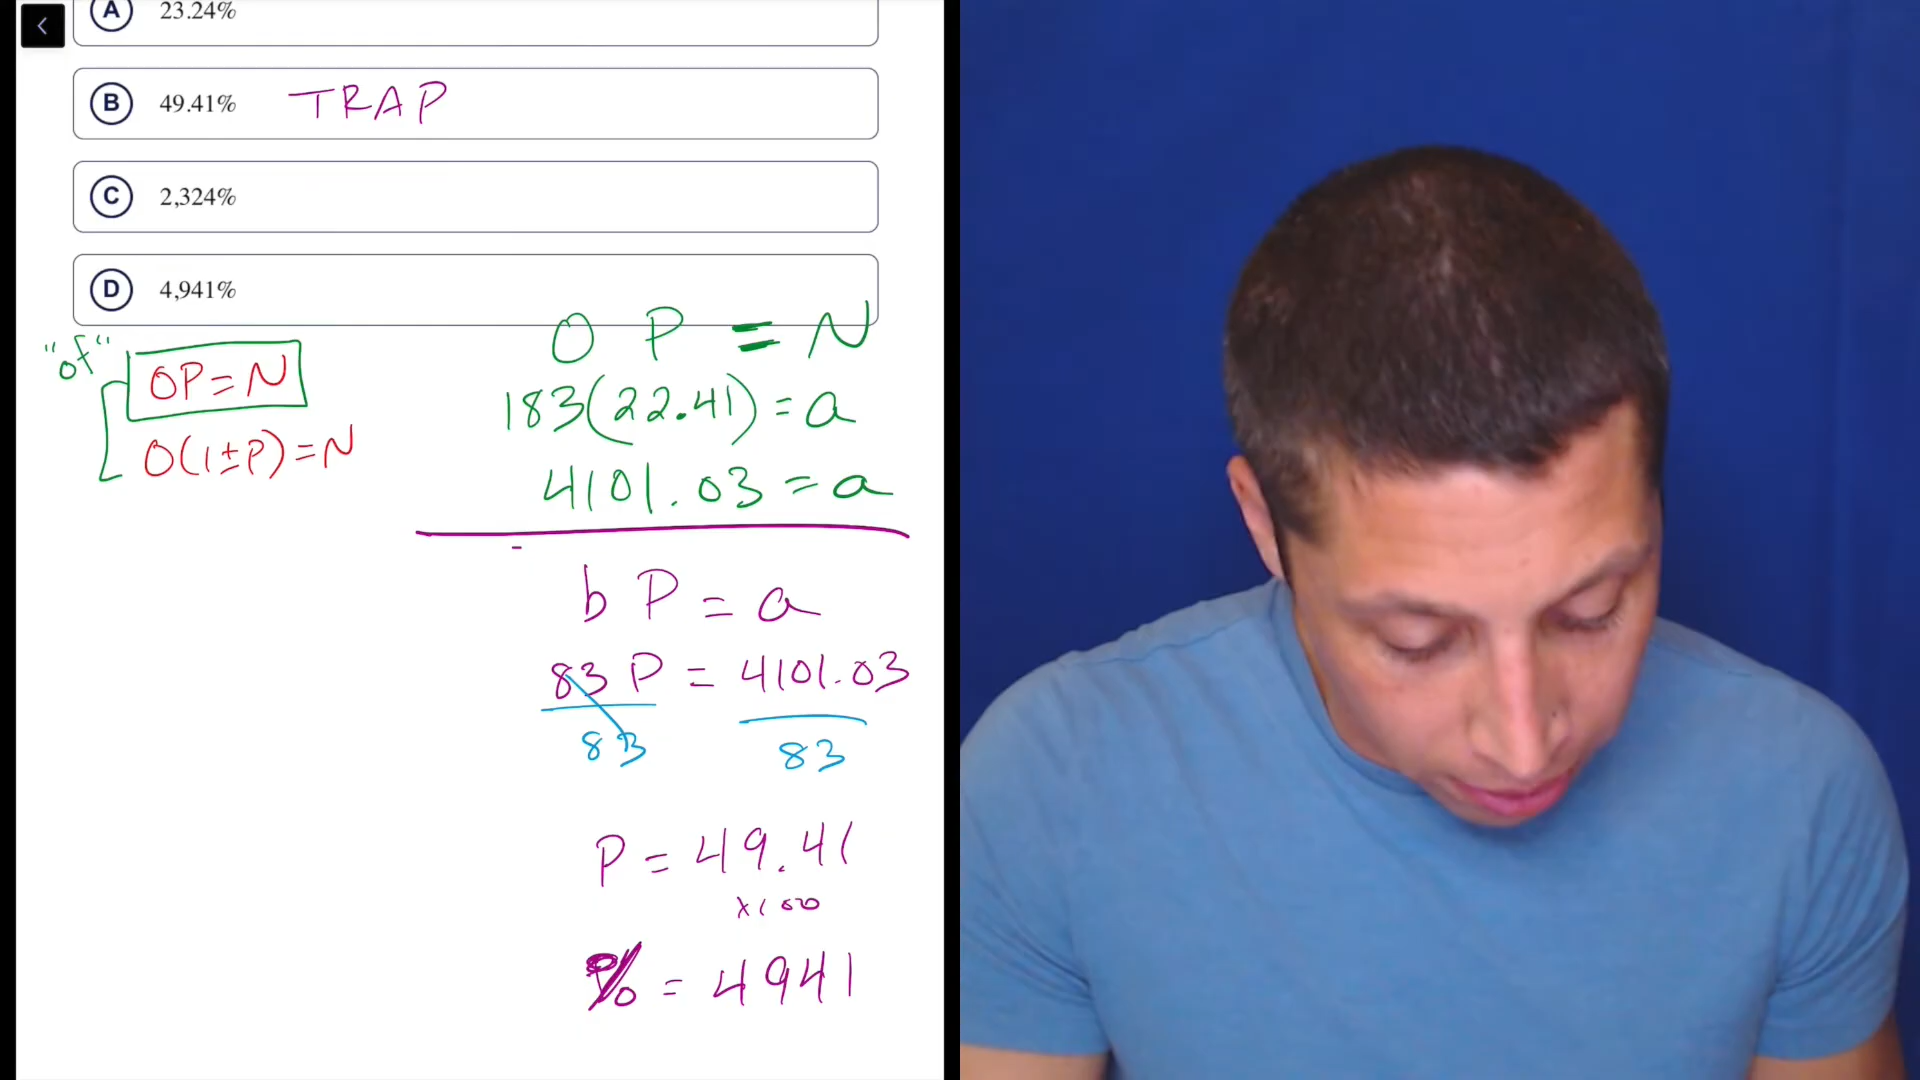 A 23.24%
B 49.41% TRAP
C 2,324%
D 4,941%
"of"
OP=N
O(1±P)=N
O P = N
183(22.41)=a
4101.03=a
b P = a
83 P = 4101.03
83 83
P = 49.41
x100
% = 4941